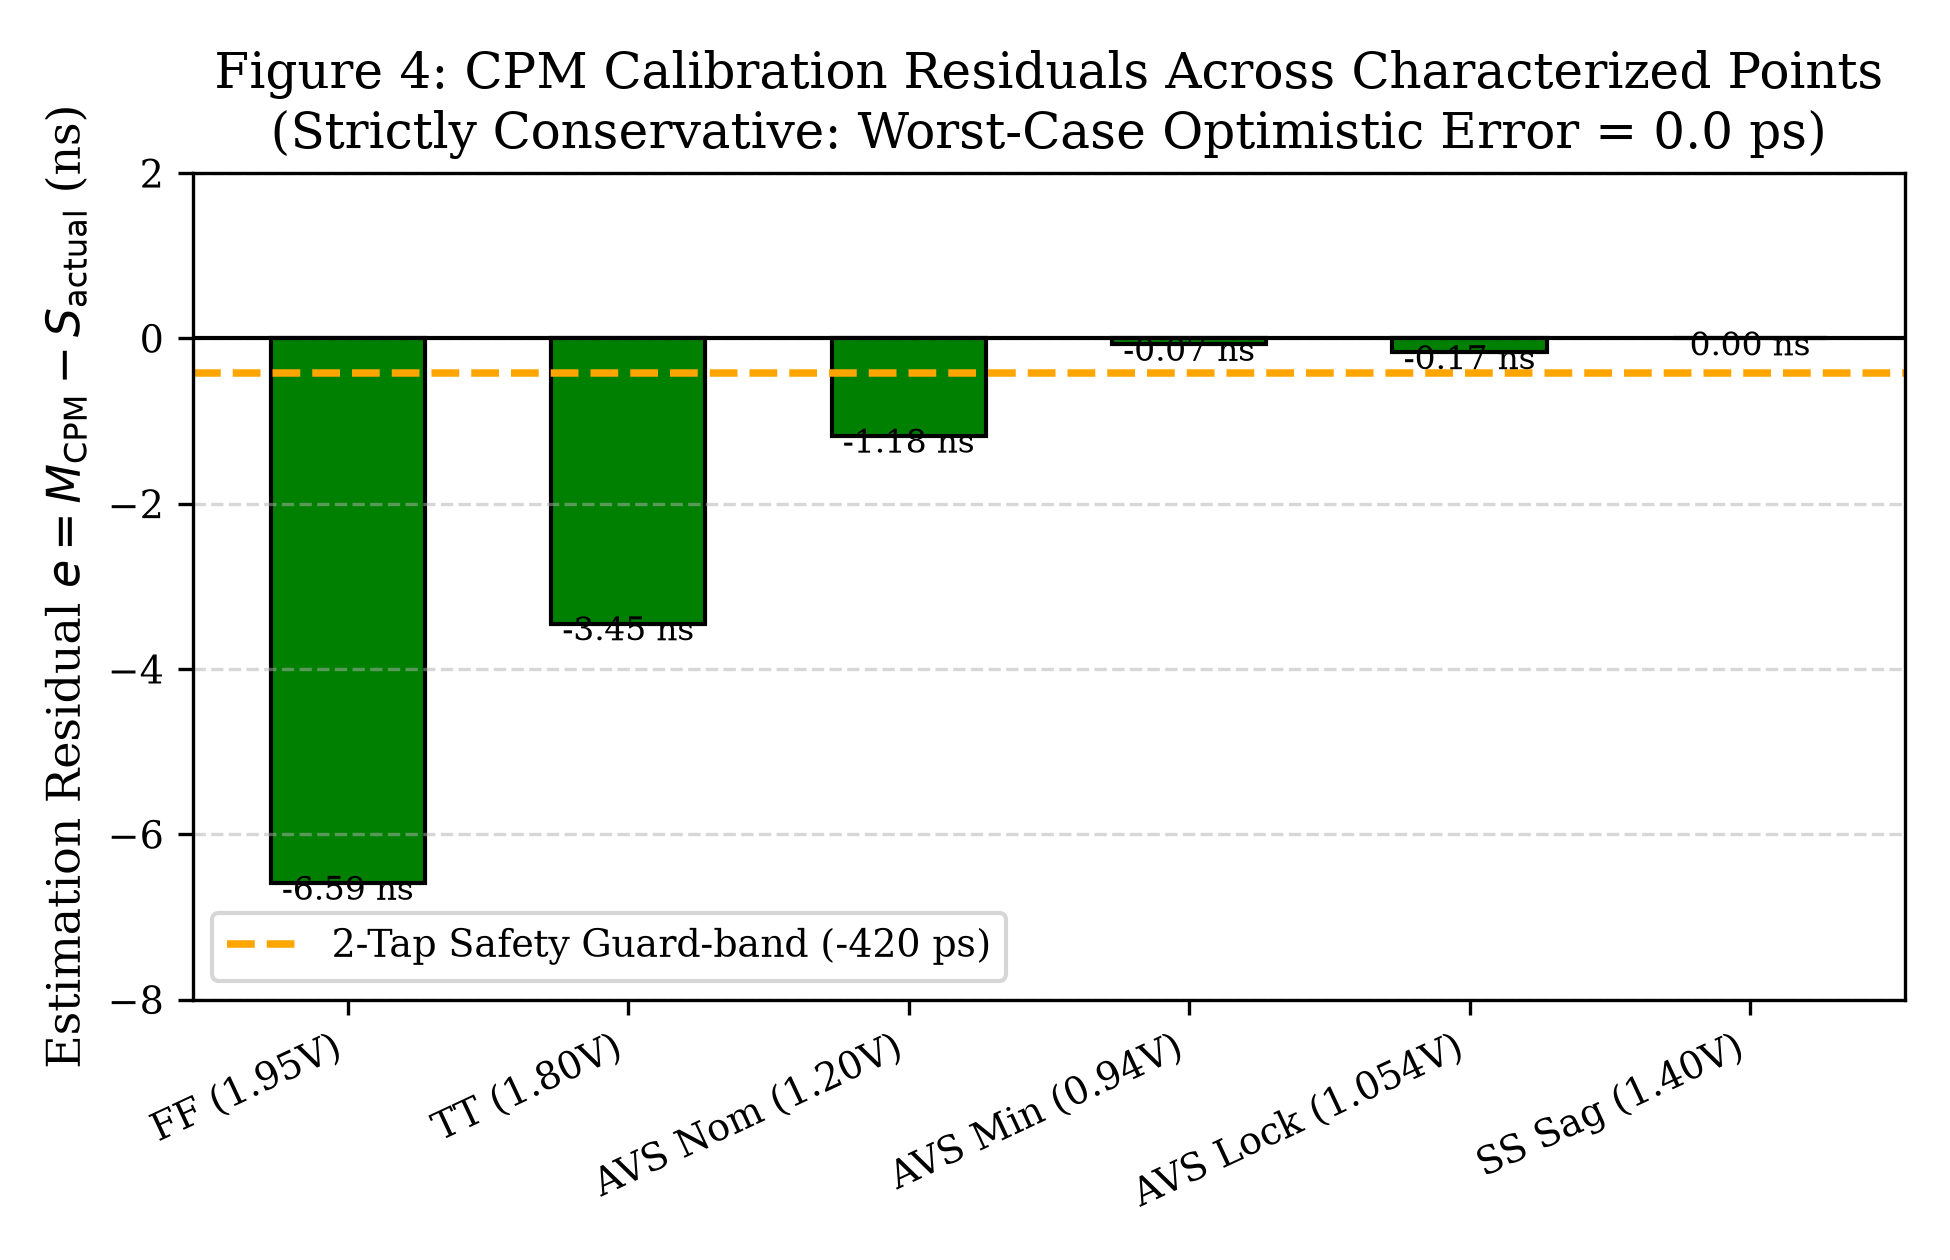 Figure 4: CPM Calibration Residuals Across Characterized Points
(Strictly Conservative: Worst-Case Optimistic Error = 0.0 ps)
Estimation Residual e = M_CPM − S_actual (ns)
2
0
−2
−4
−6
−8
-6.59 ns
-3.45 ns
-1.18 ns
-0.07 ns
-0.17 ns
0.00 ns
2-Tap Safety Guard-band (-420 ps)
FF (1.95V)
TT (1.80V)
AVS Nom (1.20V)
AVS Min (0.94V)
AVS Lock (1.054V)
SS Sag (1.40V)